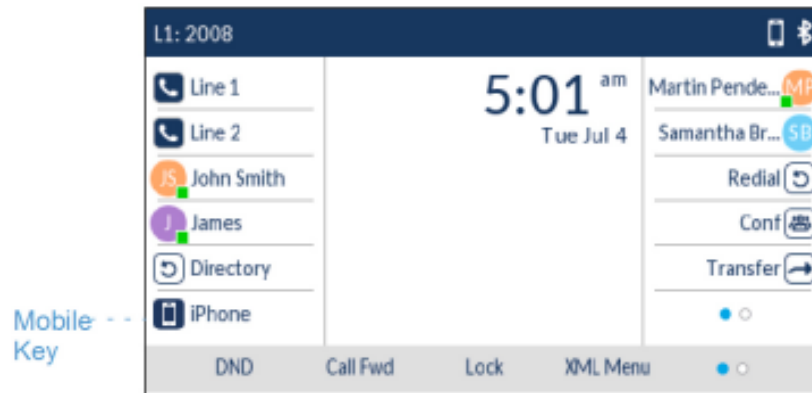 L1: 2008
Line 1
Line 2
JS John Smith
J James
Directory
iPhone
Mobile
Key
5:01 am
Tue Jul 4
Martin Pende... MP
Samantha Br... SB
Redial
Conf
Transfer
DND Call Fwd Lock XML Menu